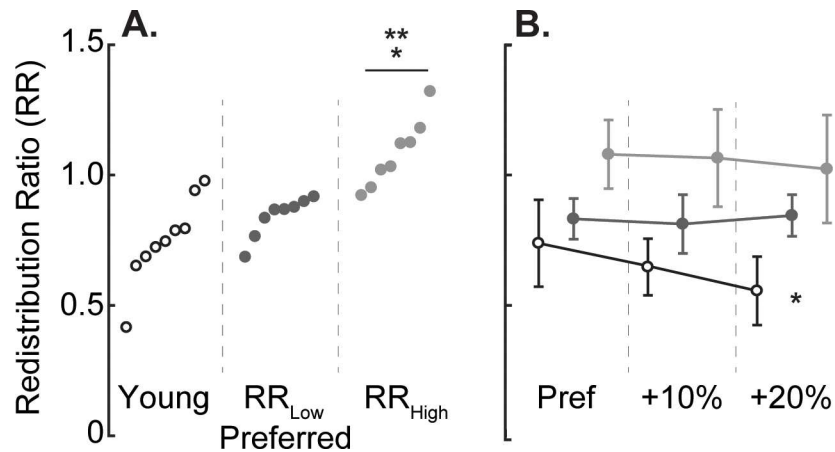 A.
B.
Redistribution Ratio (RR)
1.5
1.0
0.5
0
**
*
Young
RRLow
RRHigh
Preferred
*
Pref
+10%
+20%